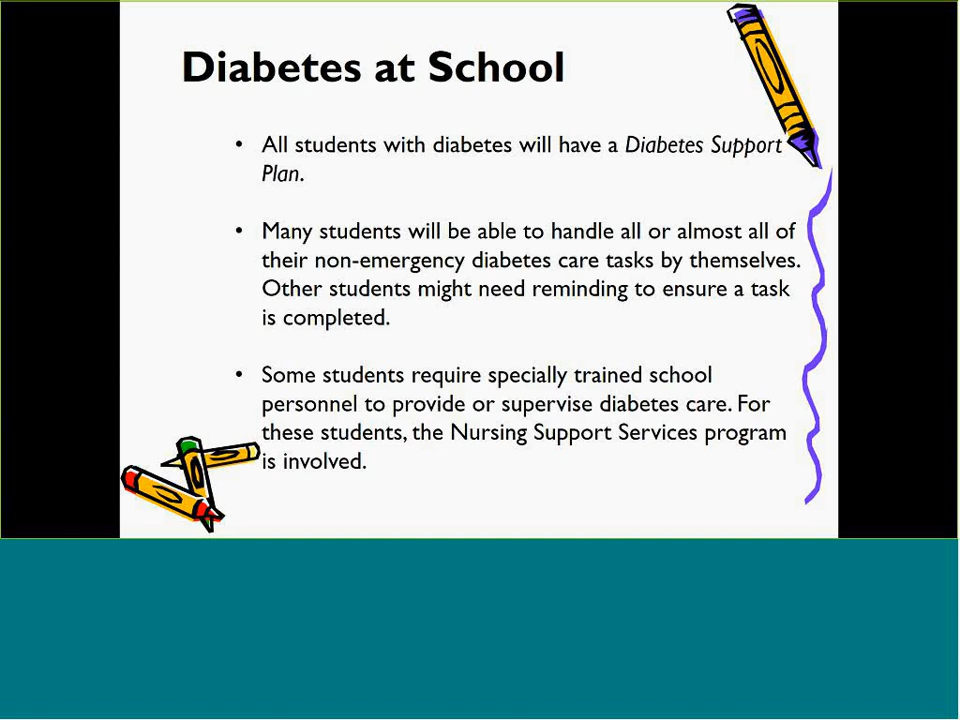 Diabetes at School
• All students with diabetes will have a Diabetes Support
Plan.
• Many students will be able to handle all or almost all of
their non-emergency diabetes care tasks by themselves.
Other students might need reminding to ensure a task
is completed.
• Some students require specially trained school
personnel to provide or supervise diabetes care. For
these students, the Nursing Support Services program
is involved.